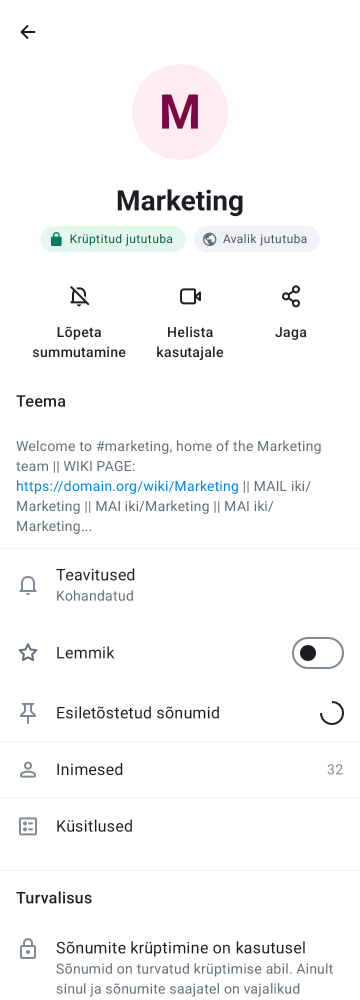 M
Marketing
Krüptitud jututuba
Avalik jututuba
Lõpeta
summutamine
Helista
kasutajale
Jaga
Teema
Welcome to #marketing, home of the Marketing
team || WIKI PAGE:
https://domain.org/wiki/Marketing || MAIL iki/
Marketing || MAI iki/Marketing || MAI iki/
Marketing...
Teavitused
Kohandatud
Lemmik
Esiletõstetud sõnumid
Inimesed 32
Küsitlused
Turvalisus
Sõnumite krüptimine on kasutusel
Sõnumid on turvatud krüptimise abil. Ainult
sinul ja sõnumite saajatel on vajalikud